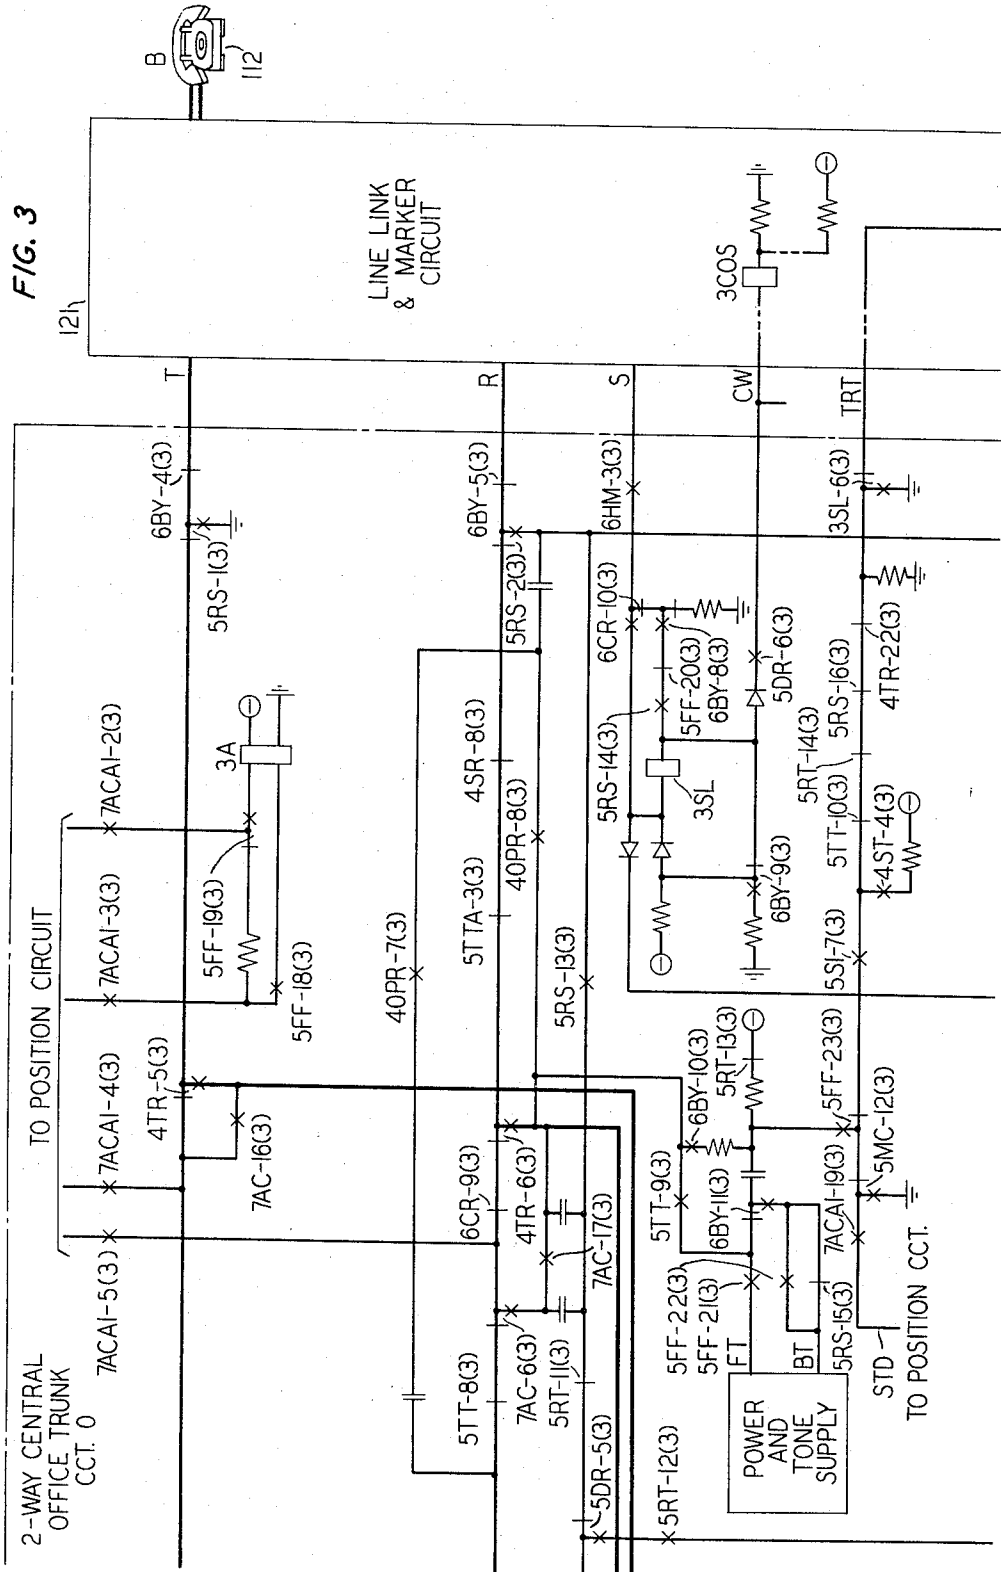 FIG. 3
B
112
121
LINE LINK
& MARKER
CIRCUIT
3COS
T
R
S
CW
TRT
2-WAY CENTRAL
OFFICE TRUNK
CCT. 0
TO POSITION CIRCUIT
7ACA1-5(3)
7ACA1-4(3)
7ACA1-3(3)
7ACA1-2(3)
4TR-5(3)
7AC-16(3)
5FF-19(3)
5FF-18(3)
3A
5RS-1(3)
6BY-4(3)
40PR-7(3)
5TT-8(3)
7AC-6(3)
6CR-9(3)
4TR-6(3)
7AC-17(3)
5TTA-3(3)
4SR-8(3)
40PR-8(3)
5RS-2(3)
6BY-5(3)
5RT-11(3)
5RS-13(3)
5DR-5(3)
5RT-12(3)
6HM-3(3)
6CR-10(3)
5RS-14(3)
5FF-20(3)
6BY-8(3)
3SL
5DR-6(3)
6BY-9(3)
5TT-9(3)
6BY-10(3)
5RT-13(3)
6BY-11(3)
5FF-22(3)
5FF-21(3)
FT
BT
5RS-15(3)
POWER
AND
TONE
SUPPLY
STD
TO POSITION CCT.
7ACA1-19(3)
5MC-12(3)
5FF-23(3)
5S1-7(3)
4ST-4(3)
5TT-10(3)
5RT-14(3)
5RS-16(3)
4TR-22(3)
3SL-6(3)